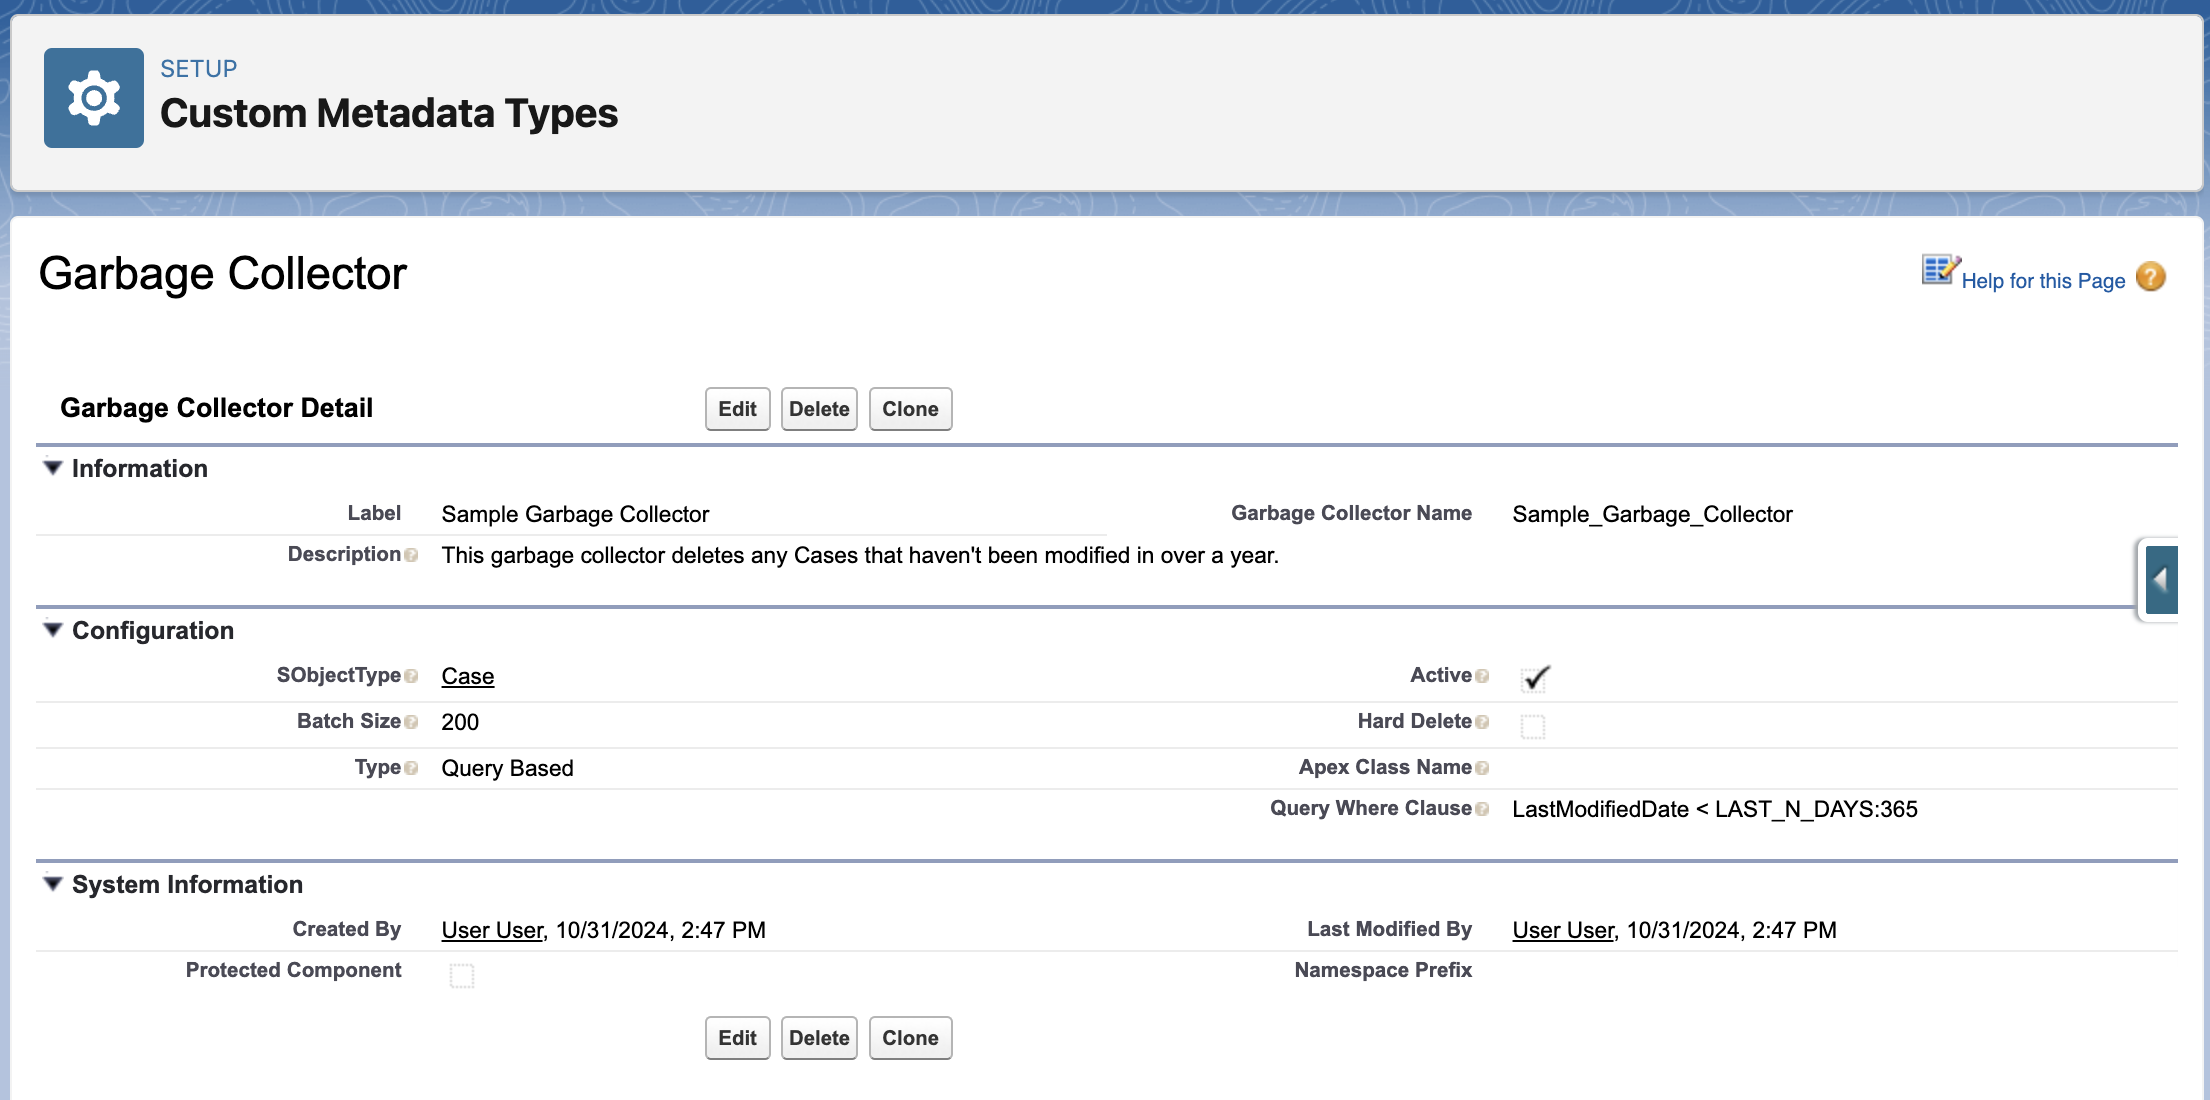 SETUP
Custom Metadata Types
Garbage Collector
Help for this Page ?
Garbage Collector Detail
Edit Delete Clone
Information
Label Sample Garbage Collector Garbage Collector Name Sample_Garbage_Collector
Description ? This garbage collector deletes any Cases that haven't been modified in over a year.
Configuration
SObjectType ? Case Active ?
Batch Size ? 200 Hard Delete ?
Type ? Query Based Apex Class Name ?
Query Where Clause ? LastModifiedDate < LAST_N_DAYS:365
System Information
Created By User User, 10/31/2024, 2:47 PM Last Modified By User User, 10/31/2024, 2:47 PM
Protected Component Namespace Prefix
Edit Delete Clone